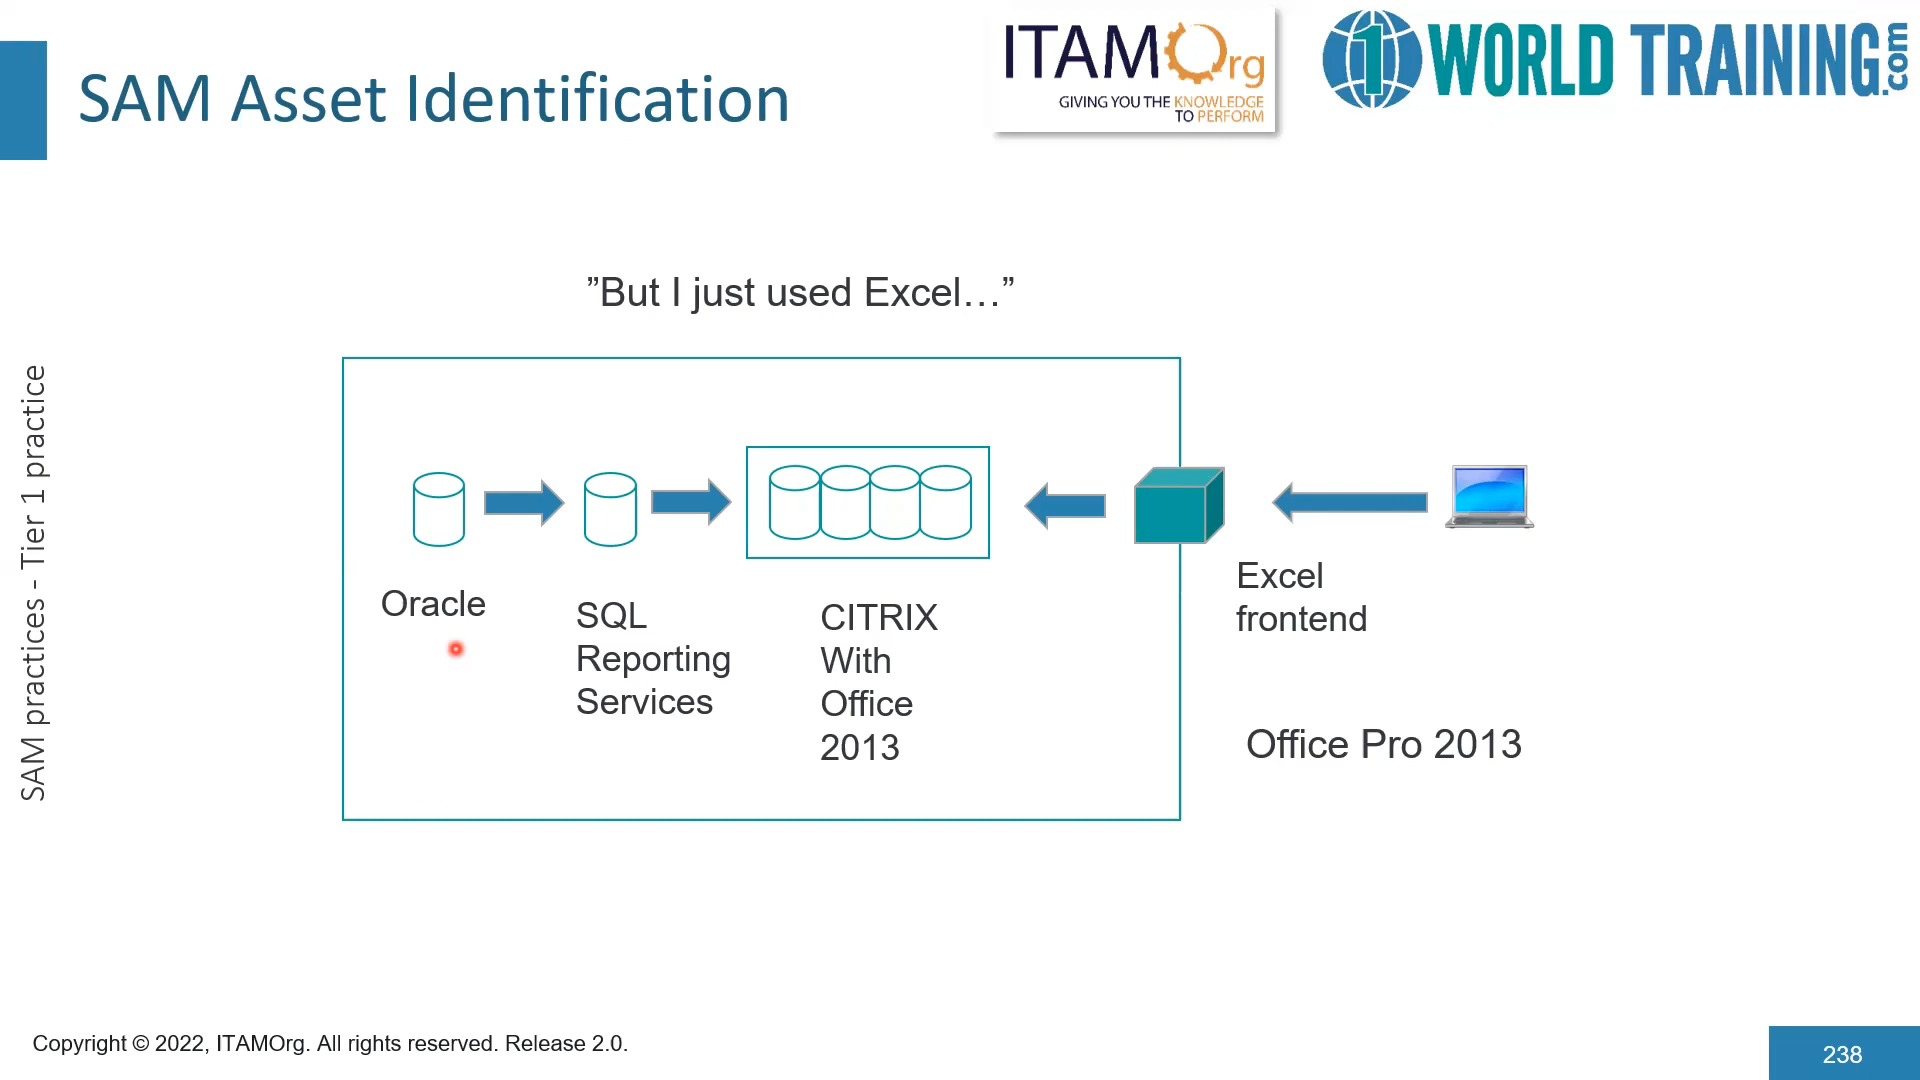 SAM Asset Identification
ITAMOrg
GIVING YOU THE KNOWLEDGE
TO PERFORM
1 WORLD TRAINING.com
SAM practices - Tier 1 practice
”But I just used Excel…”
Oracle
SQL
Reporting
Services
CITRIX
With
Office
2013
Excel
frontend
Office Pro 2013
Copyright © 2022, ITAMOrg. All rights reserved. Release 2.0.
238